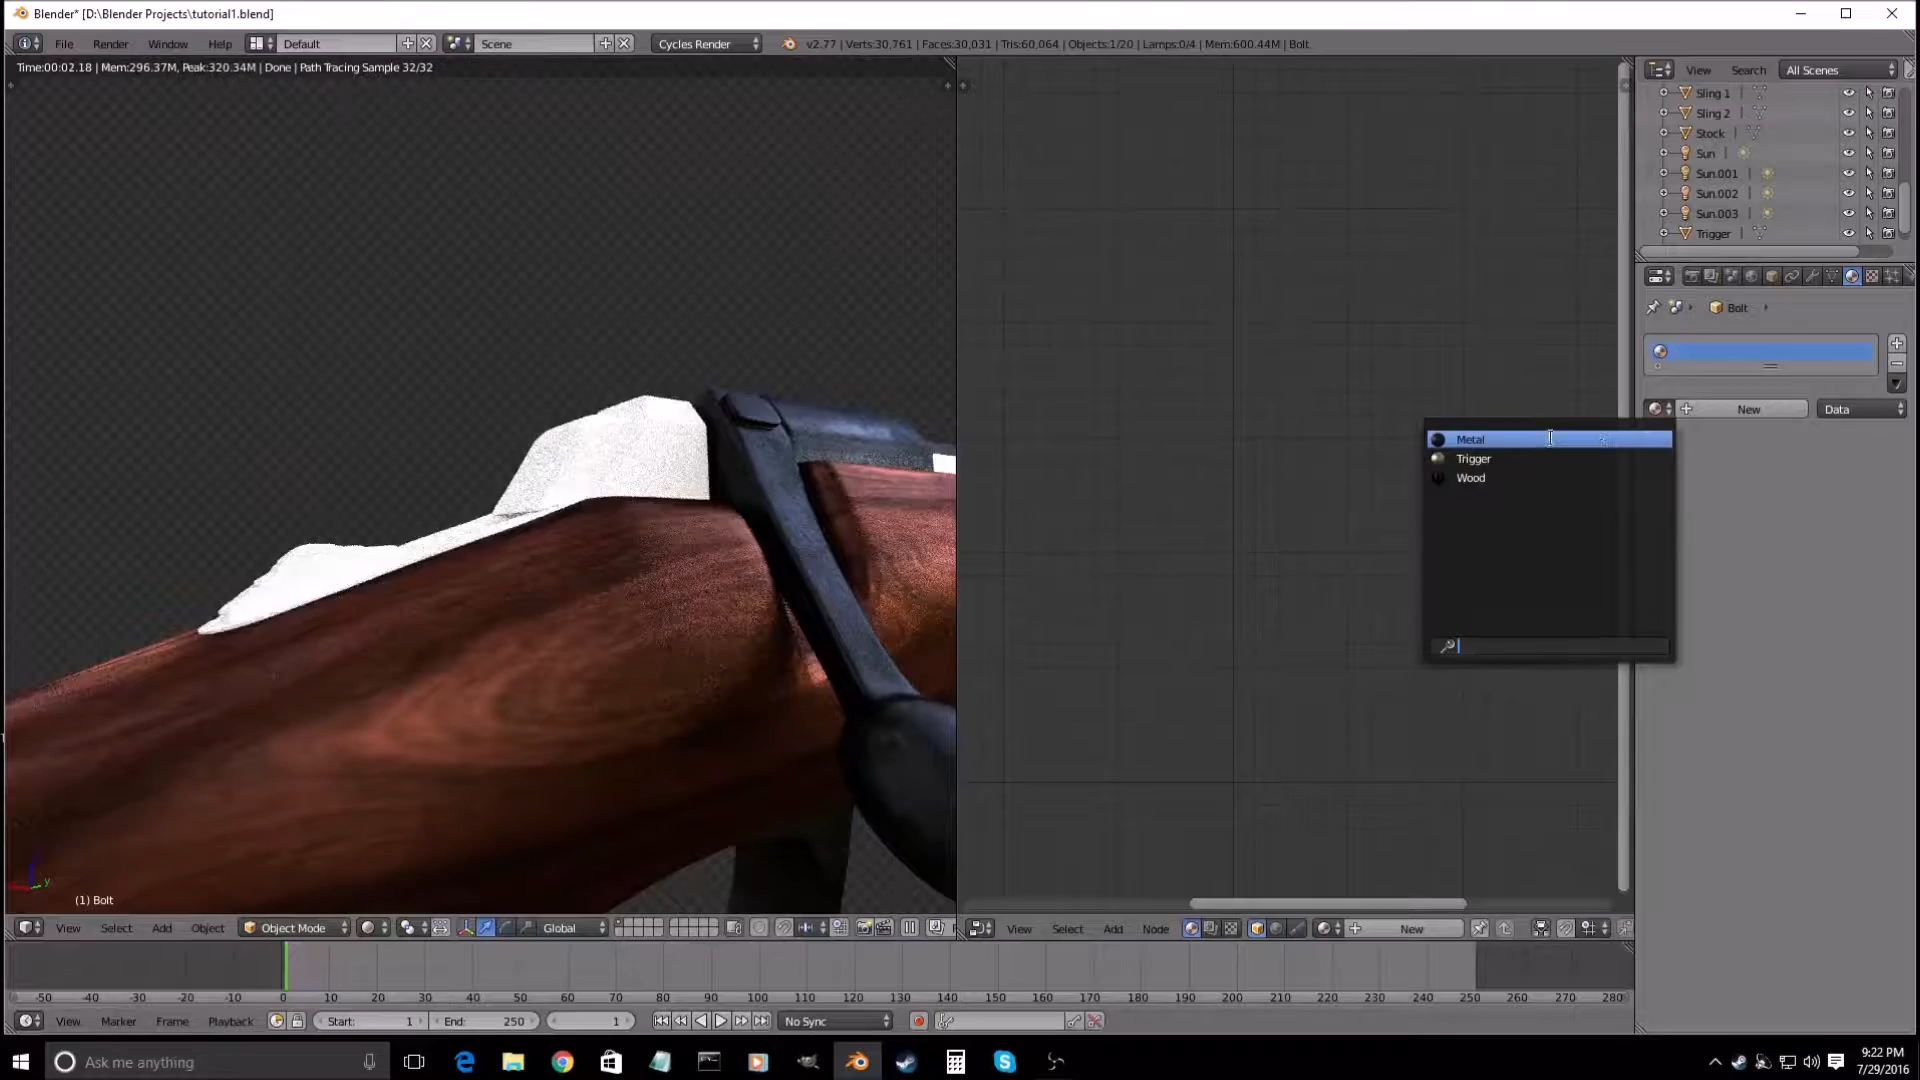 Blender* [D:\Blender Projects\tutorial1.blend]
File Render Window Help Default Scene Cycles Render v2.77 | Verts:30,761 | Faces:30,031 | Tris:60,064 | Objects:1/20 | Lamps:0/4 | Mem:600.44M | Bolt
Time:00:02.18 | Mem:296.37M, Peak:320.34M | Done | Path Tracing Sample 32/32
View Search All Scenes
Sling 1
Sling 2
Stock
Sun
Sun.001
Sun.002
Sun.003
Trigger
Bolt
New Data
Metal
Trigger
Wood
(1) Bolt
View Select Add Object Object Mode Global
View Select Add Node New
-50 -40 -30 -20 -10 0 10 20 30 40 50 60 70 80 90 100 110 120 130 140 150 160 170 180 190 200 210 220 230 240 250 260 270 280
View Marker Frame Playback Start: 1 End: 250 1 No Sync
Ask me anything
9:22 PM
7/29/2016